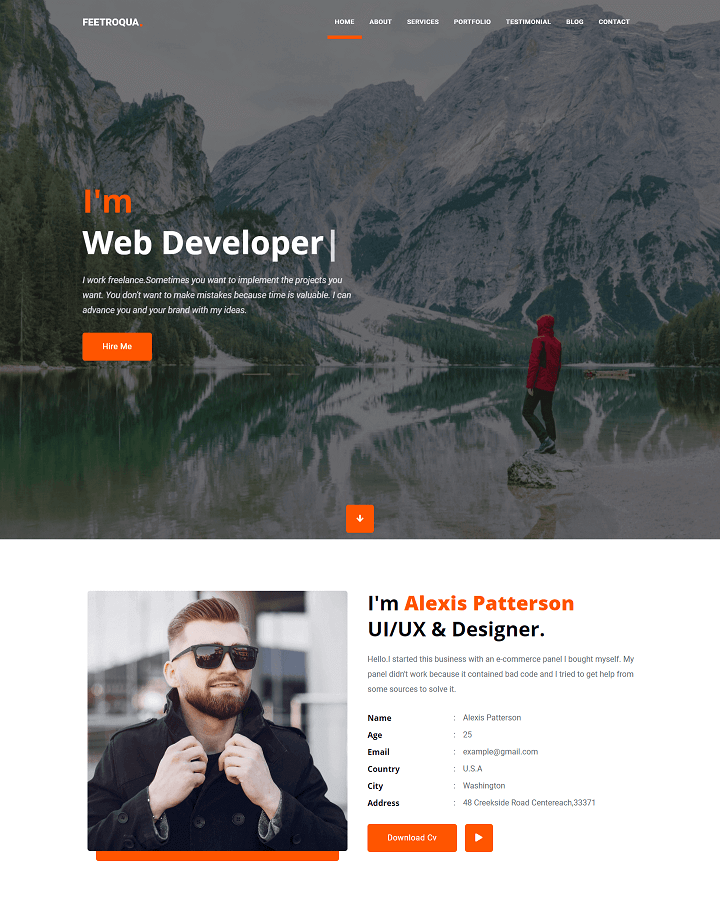 FEETROQUA.
HOME ABOUT SERVICES PORTFOLIO TESTIMONIAL BLOG CONTACT
I'm
Web Developer|
I work freelance.Sometimes you want to implement the projects you
want. You don't want to make mistakes because time is valuable. I can
advance you and your brand with my ideas.
Hire Me
I'm Alexis Patterson
UI/UX & Designer.
Hello.I started this business with an e-commerce panel I bought myself. My
panel didn't work because it contained bad code and I tried to get help from
some sources to solve it.
Name : Alexis Patterson
Age : 25
Email : example@gmail.com
Country : U.S.A
City : Washington
Address : 48 Creekside Road Centereach,33371
Download Cv